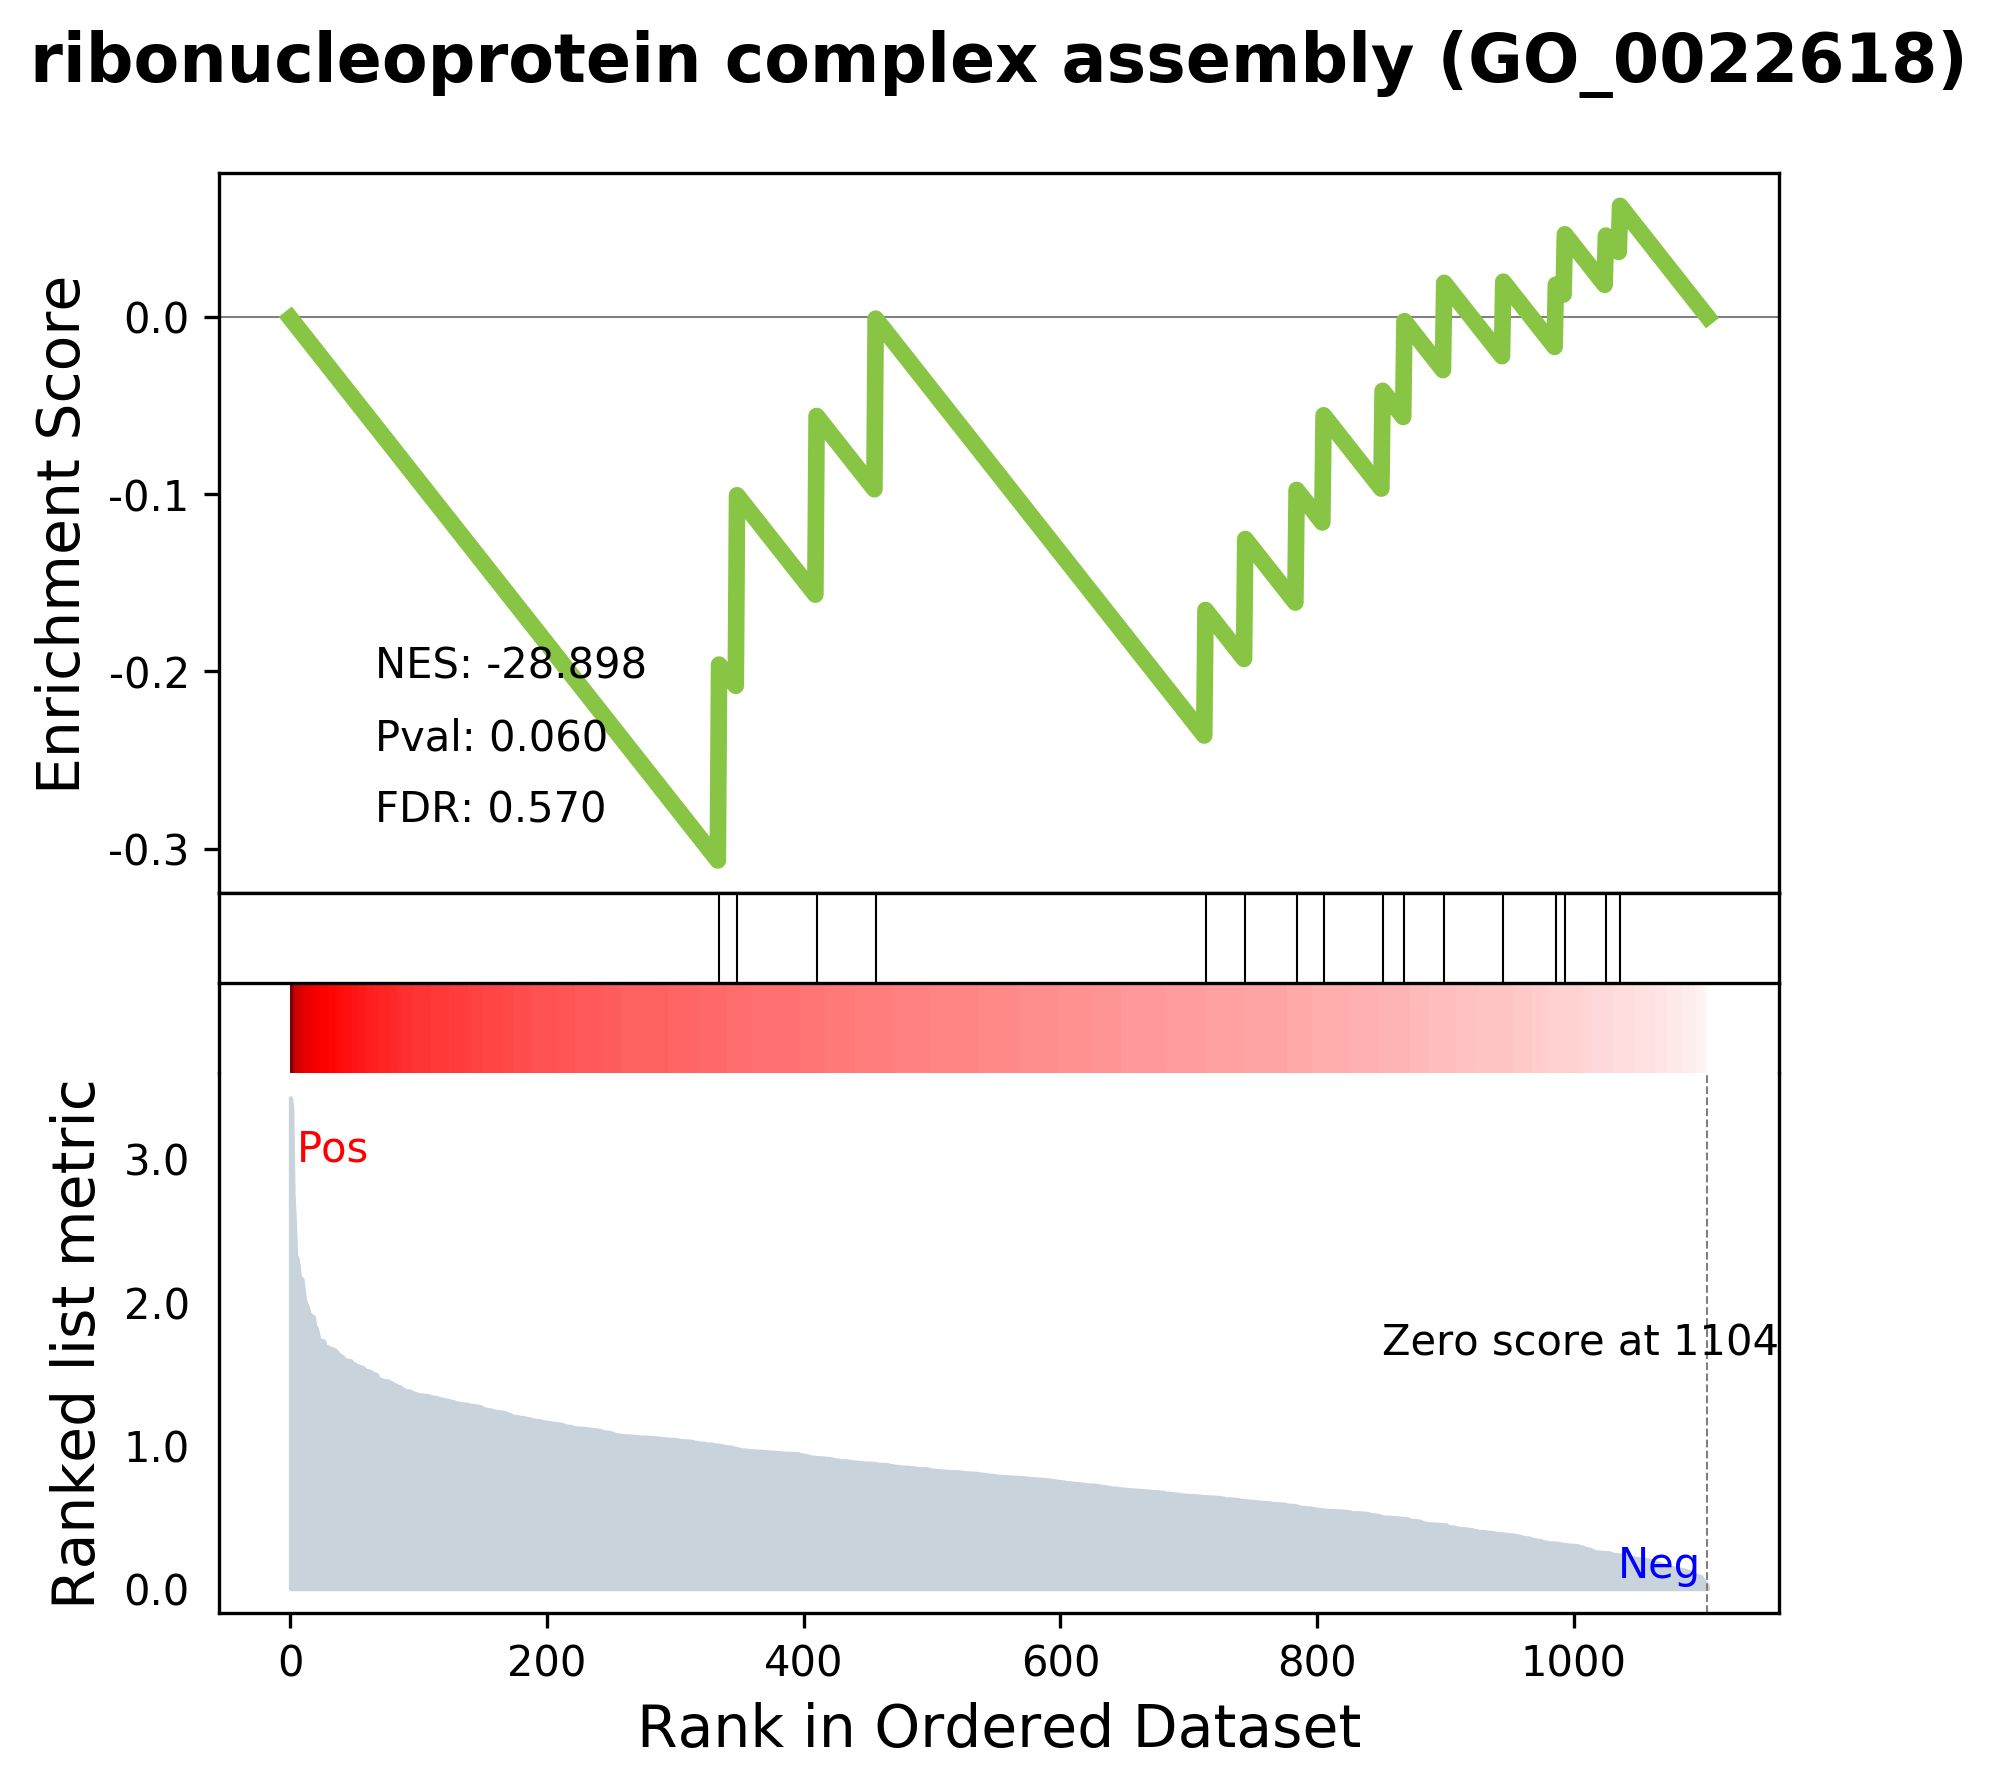 ribonucleoprotein complex assembly (GO_0022618)
Enrichment Score
0.0
-0.1
-0.2
-0.3
NES: -28.898
Pval: 0.060
FDR: 0.570
Ranked list metric
3.0
2.0
1.0
0.0
Pos
Zero score at 1104
Neg
0 200 400 600 800 1000
Rank in Ordered Dataset